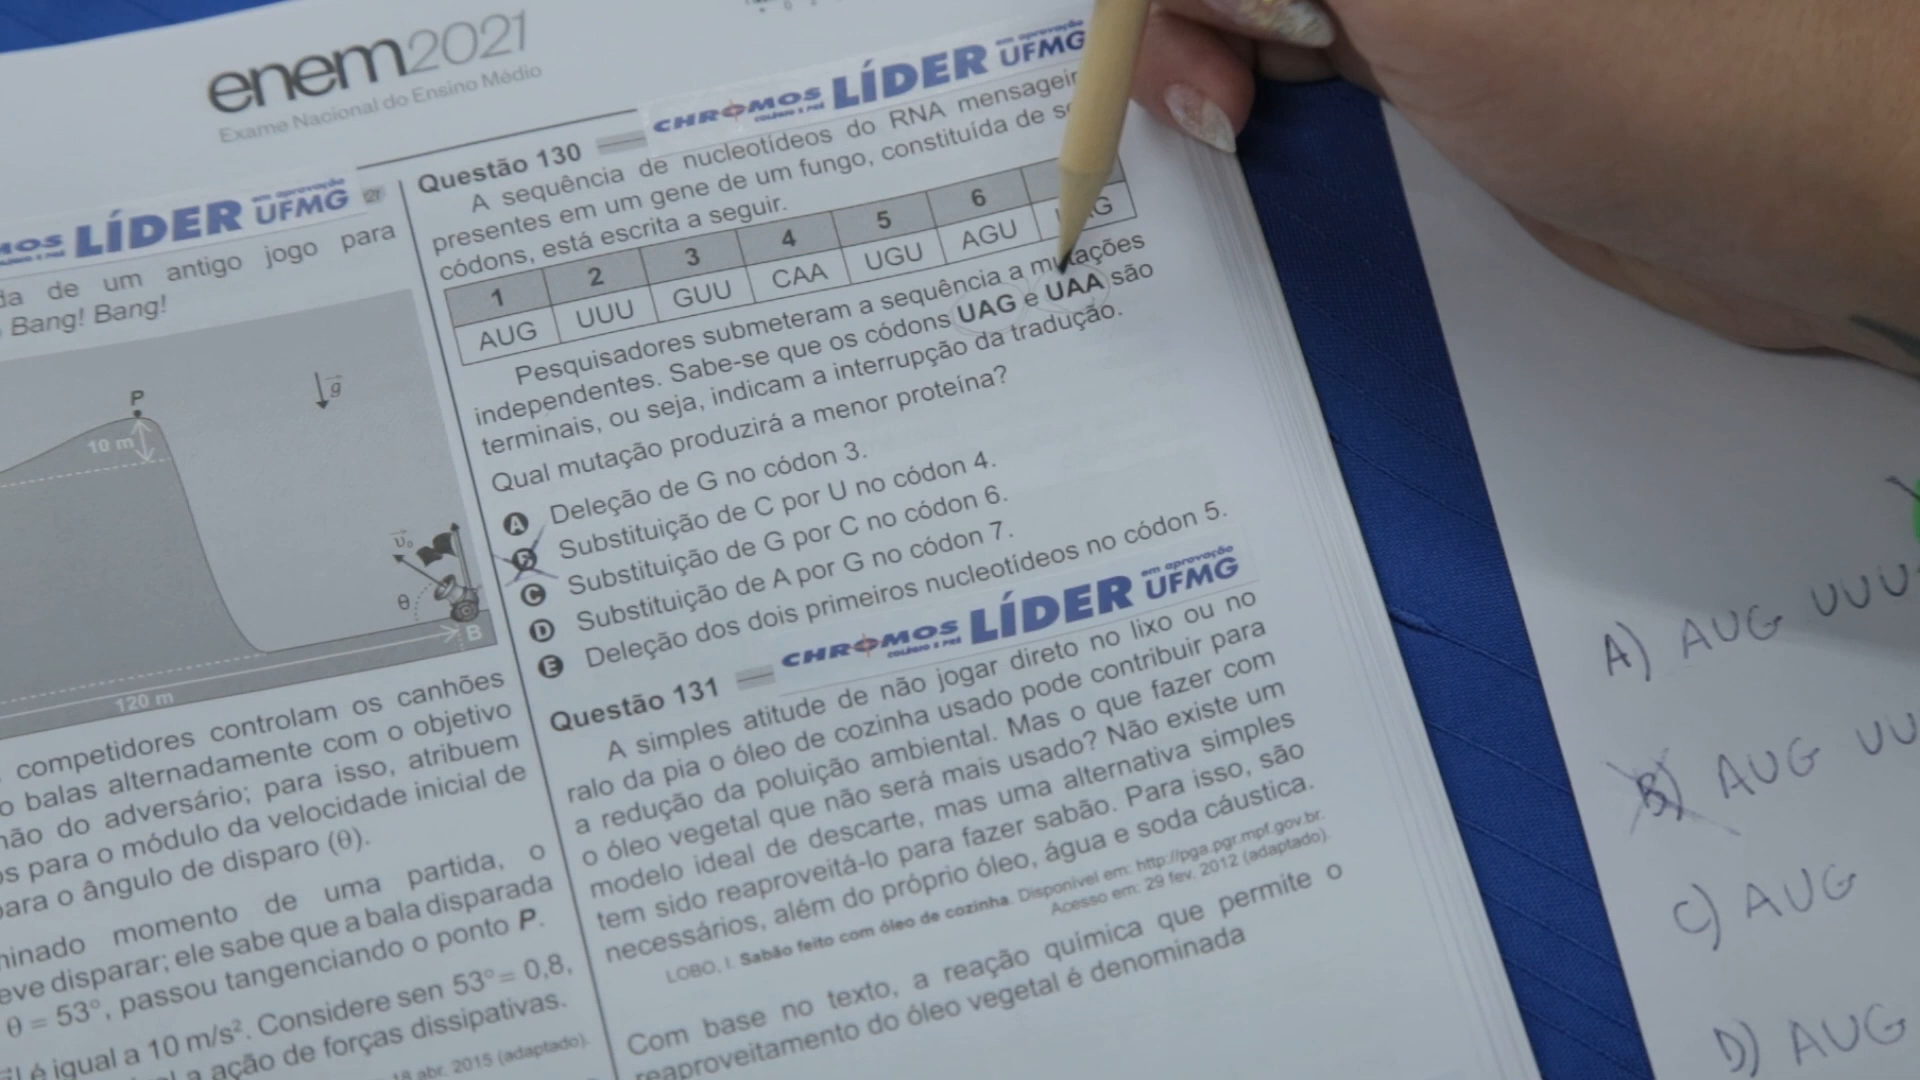 enem2021
Exame Nacional do Ensino Médio
LÍDER em aprovação UFMG
da de um antigo jogo para
Bang! Bang!
P
10 m
g
v₀
θ
B
120 m
competidores controlam os canhões
o balas alternadamente com o objetivo
do adversário; para isso, atribuem
para o módulo da velocidade inicial de
para o ângulo de disparo (θ).
momento de uma partida, o
disparar; ele sabe que a bala disparada
θ = 53°, passou tangenciando o ponto P.
é igual a 10 m/s². Considere sen 53° = 0,8,
a ação de forças dissipativas.
abr. 2015 (adaptado).
Questão 130
CHROMOS COLÉGIO E PRÉ LÍDER em aprovação UFMG
A sequência de nucleotídeos do RNA
presentes em um gene de um fungo, constituída de
códons, está escrita a seguir.
1 2 3 4 5 6
AUG UUU GUU CAA UGU AGU
Pesquisadores submeteram a sequência a mutações
independentes. Sabe-se que os códons UAG e UAA são
terminais, ou seja, indicam a interrupção da tradução.
Qual mutação produzirá a menor proteína?
A Deleção de G no códon 3.
B Substituição de C por U no códon 4.
C Substituição de G por C no códon 6.
D Substituição de A por G no códon 7.
E Deleção dos dois primeiros nucleotídeos no códon 5.
CHROMOS COLÉGIO E PRÉ LÍDER em aprovação UFMG
Questão 131
A simples atitude de não jogar direto no lixo ou no
ralo da pia o óleo de cozinha usado pode contribuir para
a redução da poluição ambiental. Mas o que fazer com
o óleo vegetal que não será mais usado? Não existe um
modelo ideal de descarte, mas uma alternativa simples
tem sido reaproveitá-lo para fazer sabão. Para isso, são
necessários, além do próprio óleo, água e soda cáustica.
LOBO, I. Sabão feito com óleo de cozinha. Disponível em: http://pga.pgr.mpf.gov.br.
Acesso em: 29 fev. 2012 (adaptado).
Com base no texto, a reação química que permite o
reaproveitamento do óleo vegetal é denominada
A) AUG UUU
B) AUG UU
C) AUG
D) AUG